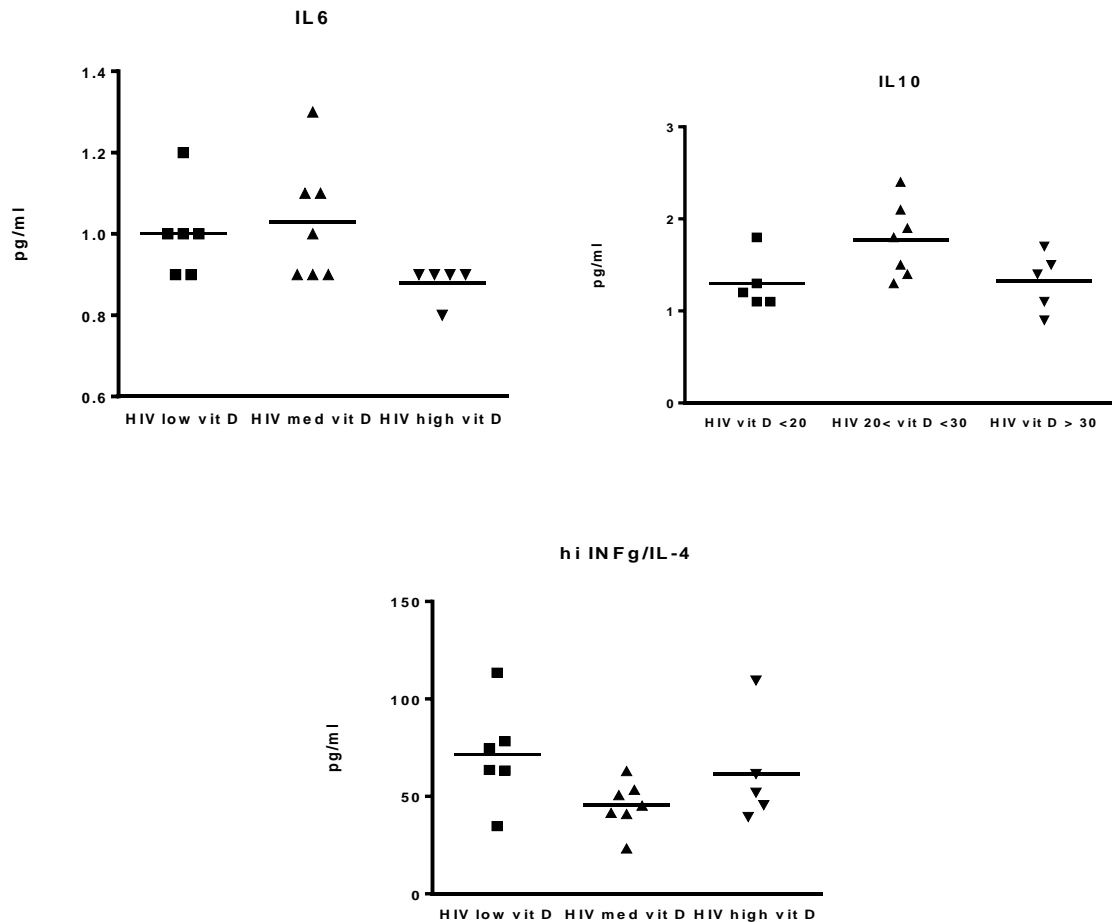 IL6
1.4
1.2
1.0
0.8
0.6
pg/ml
HIV low vit D HIV med vit D HIV high vit D
IL10
3
2
1
0
pg/ml
HIV vit D <20 HIV 20< vit D <30 HIV vit D > 30
hi INFg/IL-4
150
100
50
0
pg/ml
HIV low vit D HIV med vit D HIV high vit D